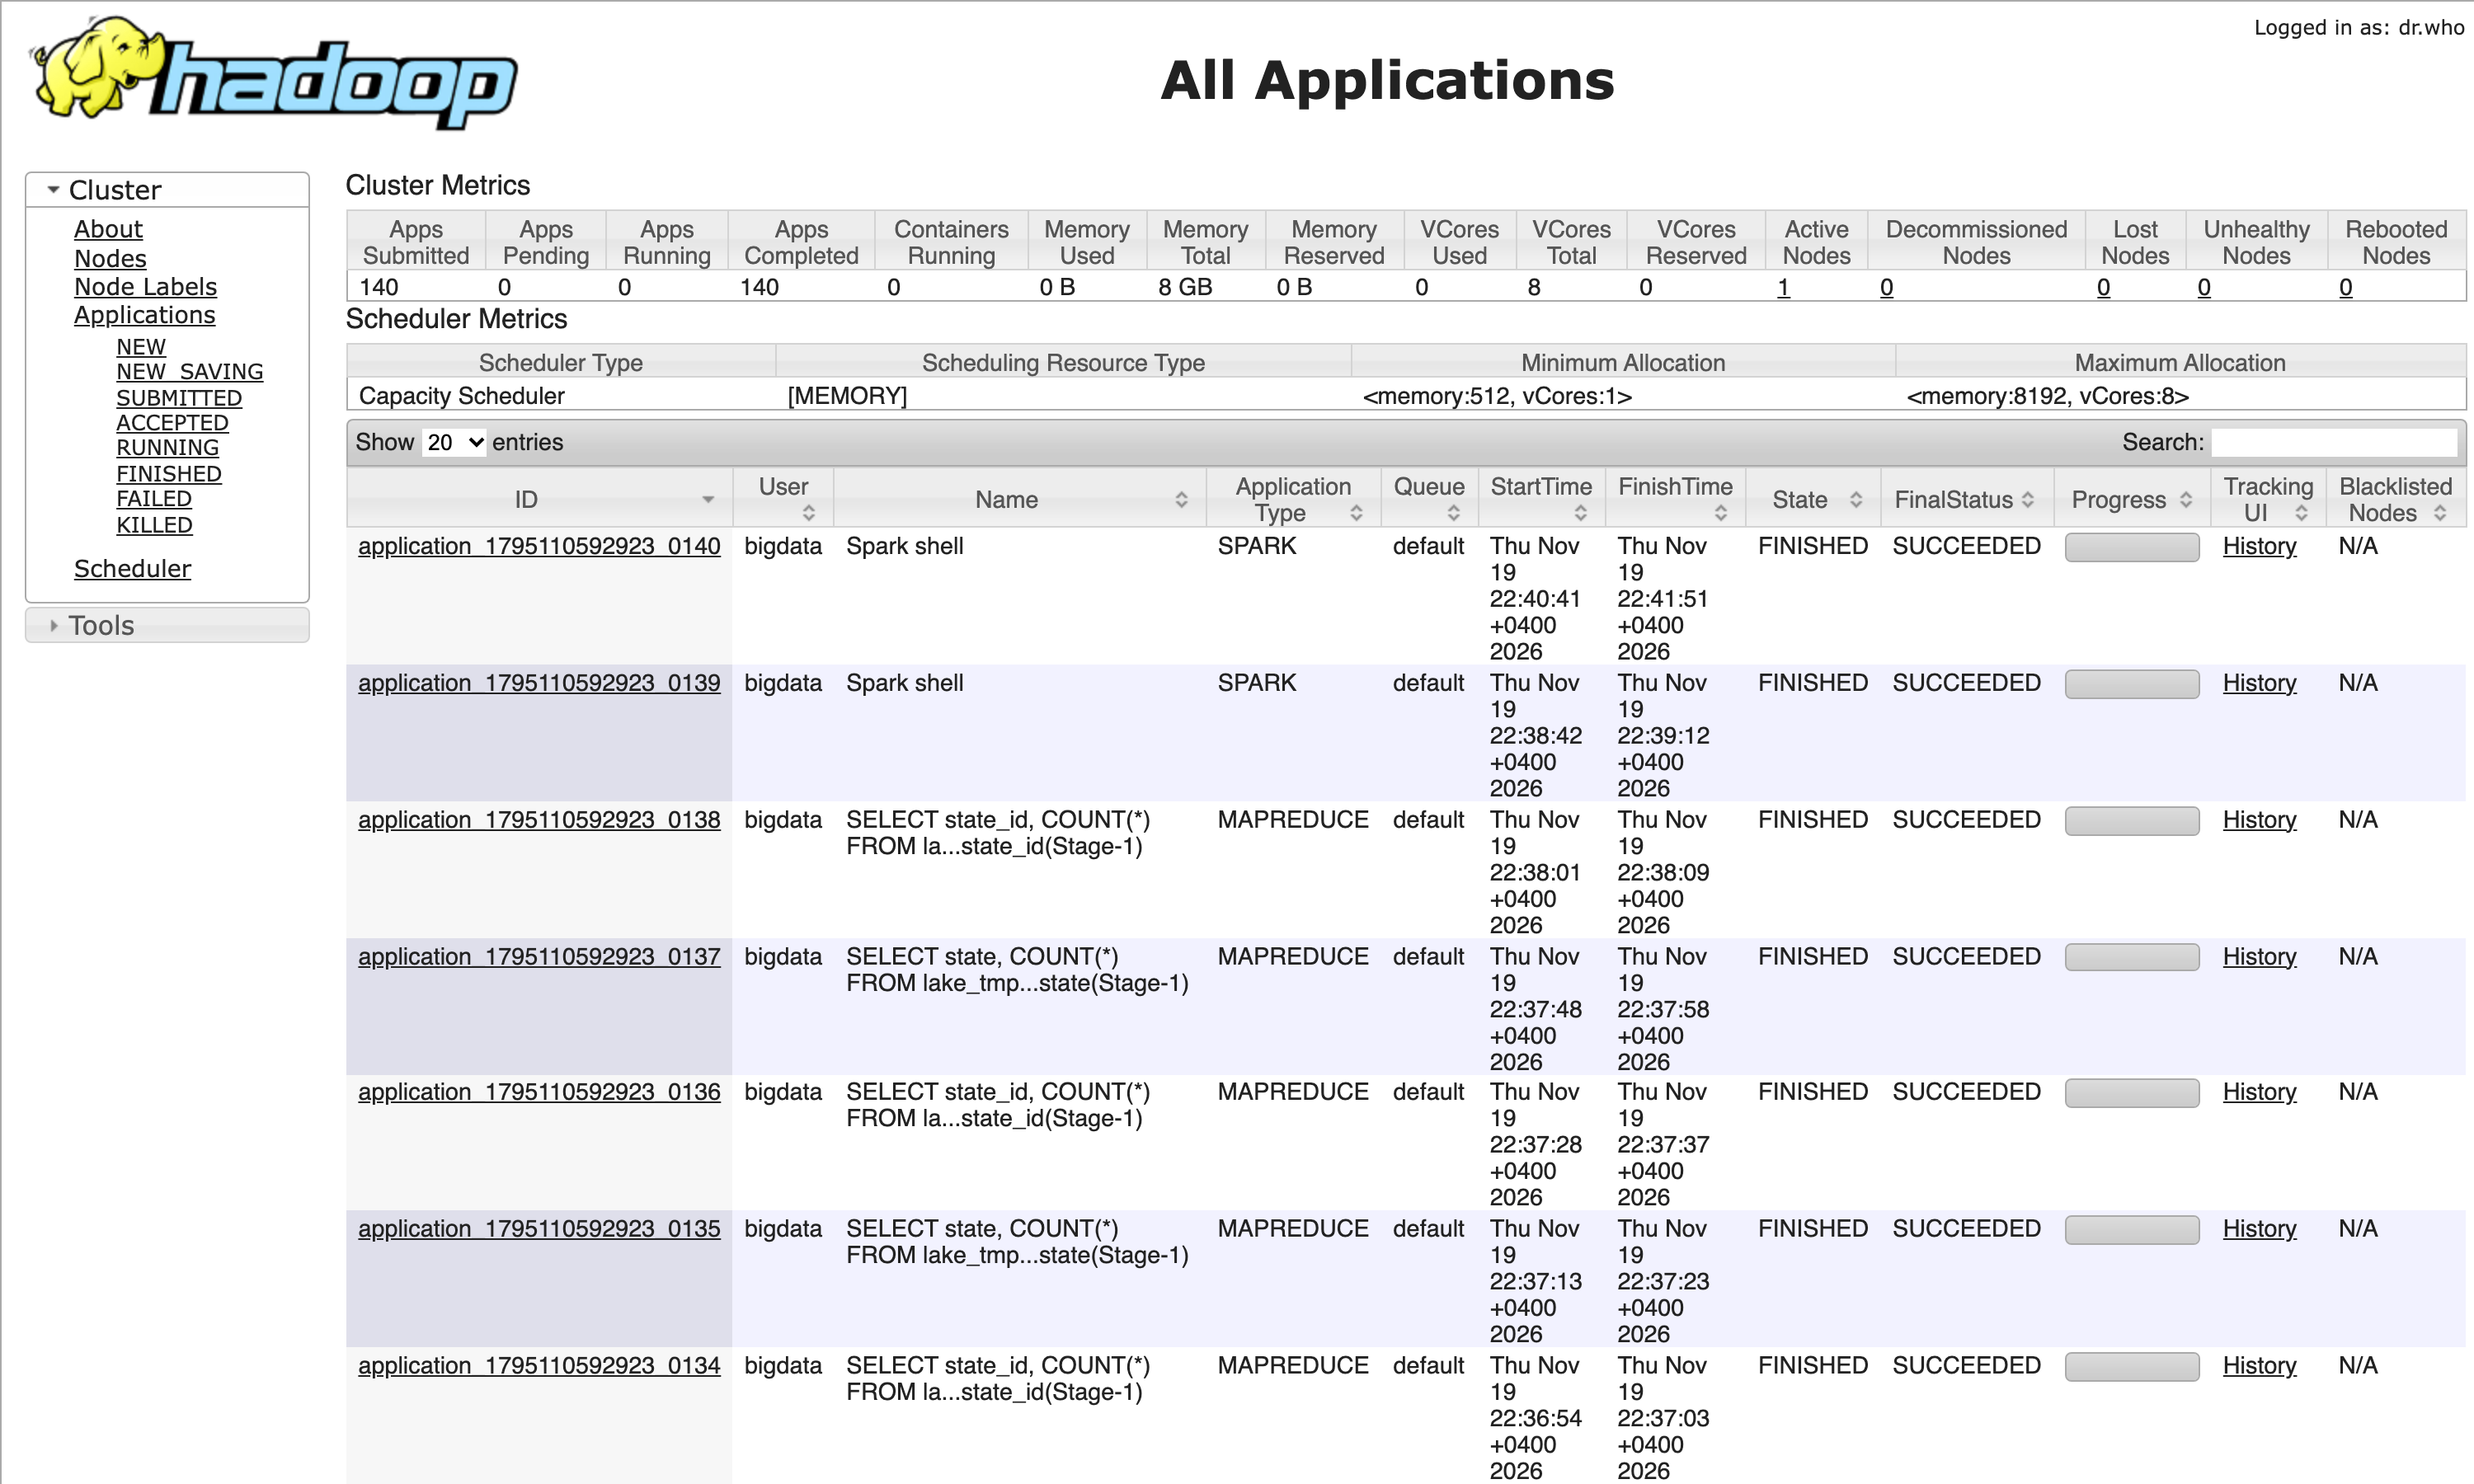 Logged in as: dr.who
hadoop
All Applications
Cluster
About
Nodes
Node Labels
Applications
NEW
NEW_SAVING
SUBMITTED
ACCEPTED
RUNNING
FINISHED
FAILED
KILLED
Scheduler
Tools
Cluster Metrics
Apps Submitted Apps Pending Apps Running Apps Completed Containers Running Memory Used Memory Total Memory Reserved VCores Used VCores Total VCores Reserved Active Nodes Decommissioned Nodes Lost Nodes Unhealthy Nodes Rebooted Nodes
140 0 0 140 0 0 B 8 GB 0 B 0 8 0 1 0 0 0 0
Scheduler Metrics
Scheduler Type Scheduling Resource Type Minimum Allocation Maximum Allocation
Capacity Scheduler [MEMORY] <memory:512, vCores:1> <memory:8192, vCores:8>
Show 20 entries Search:
ID User Name Application Type Queue StartTime FinishTime State FinalStatus Progress Tracking UI Blacklisted Nodes
application_1795110592923_0140 bigdata Spark shell SPARK default Thu Nov Thu Nov FINISHED SUCCEEDED History N/A
19 19
22:40:41 22:41:51
+0400 +0400
2026 2026
application_1795110592923_0139 bigdata Spark shell SPARK default Thu Nov Thu Nov FINISHED SUCCEEDED History N/A
19 19
22:38:42 22:39:12
+0400 +0400
2026 2026
application_1795110592923_0138 bigdata SELECT state_id, COUNT(*) MAPREDUCE default Thu Nov Thu Nov FINISHED SUCCEEDED History N/A
FROM la...state_id(Stage-1) 19 19
22:38:01 22:38:09
+0400 +0400
2026 2026
application_1795110592923_0137 bigdata SELECT state, COUNT(*) MAPREDUCE default Thu Nov Thu Nov FINISHED SUCCEEDED History N/A
FROM lake_tmp...state(Stage-1) 19 19
22:37:48 22:37:58
+0400 +0400
2026 2026
application_1795110592923_0136 bigdata SELECT state_id, COUNT(*) MAPREDUCE default Thu Nov Thu Nov FINISHED SUCCEEDED History N/A
FROM la...state_id(Stage-1) 19 19
22:37:28 22:37:37
+0400 +0400
2026 2026
application_1795110592923_0135 bigdata SELECT state, COUNT(*) MAPREDUCE default Thu Nov Thu Nov FINISHED SUCCEEDED History N/A
FROM lake_tmp...state(Stage-1) 19 19
22:37:13 22:37:23
+0400 +0400
2026 2026
application_1795110592923_0134 bigdata SELECT state_id, COUNT(*) MAPREDUCE default Thu Nov Thu Nov FINISHED SUCCEEDED History N/A
FROM la...state_id(Stage-1) 19 19
22:36:54 22:37:03
+0400 +0400
2026 2026